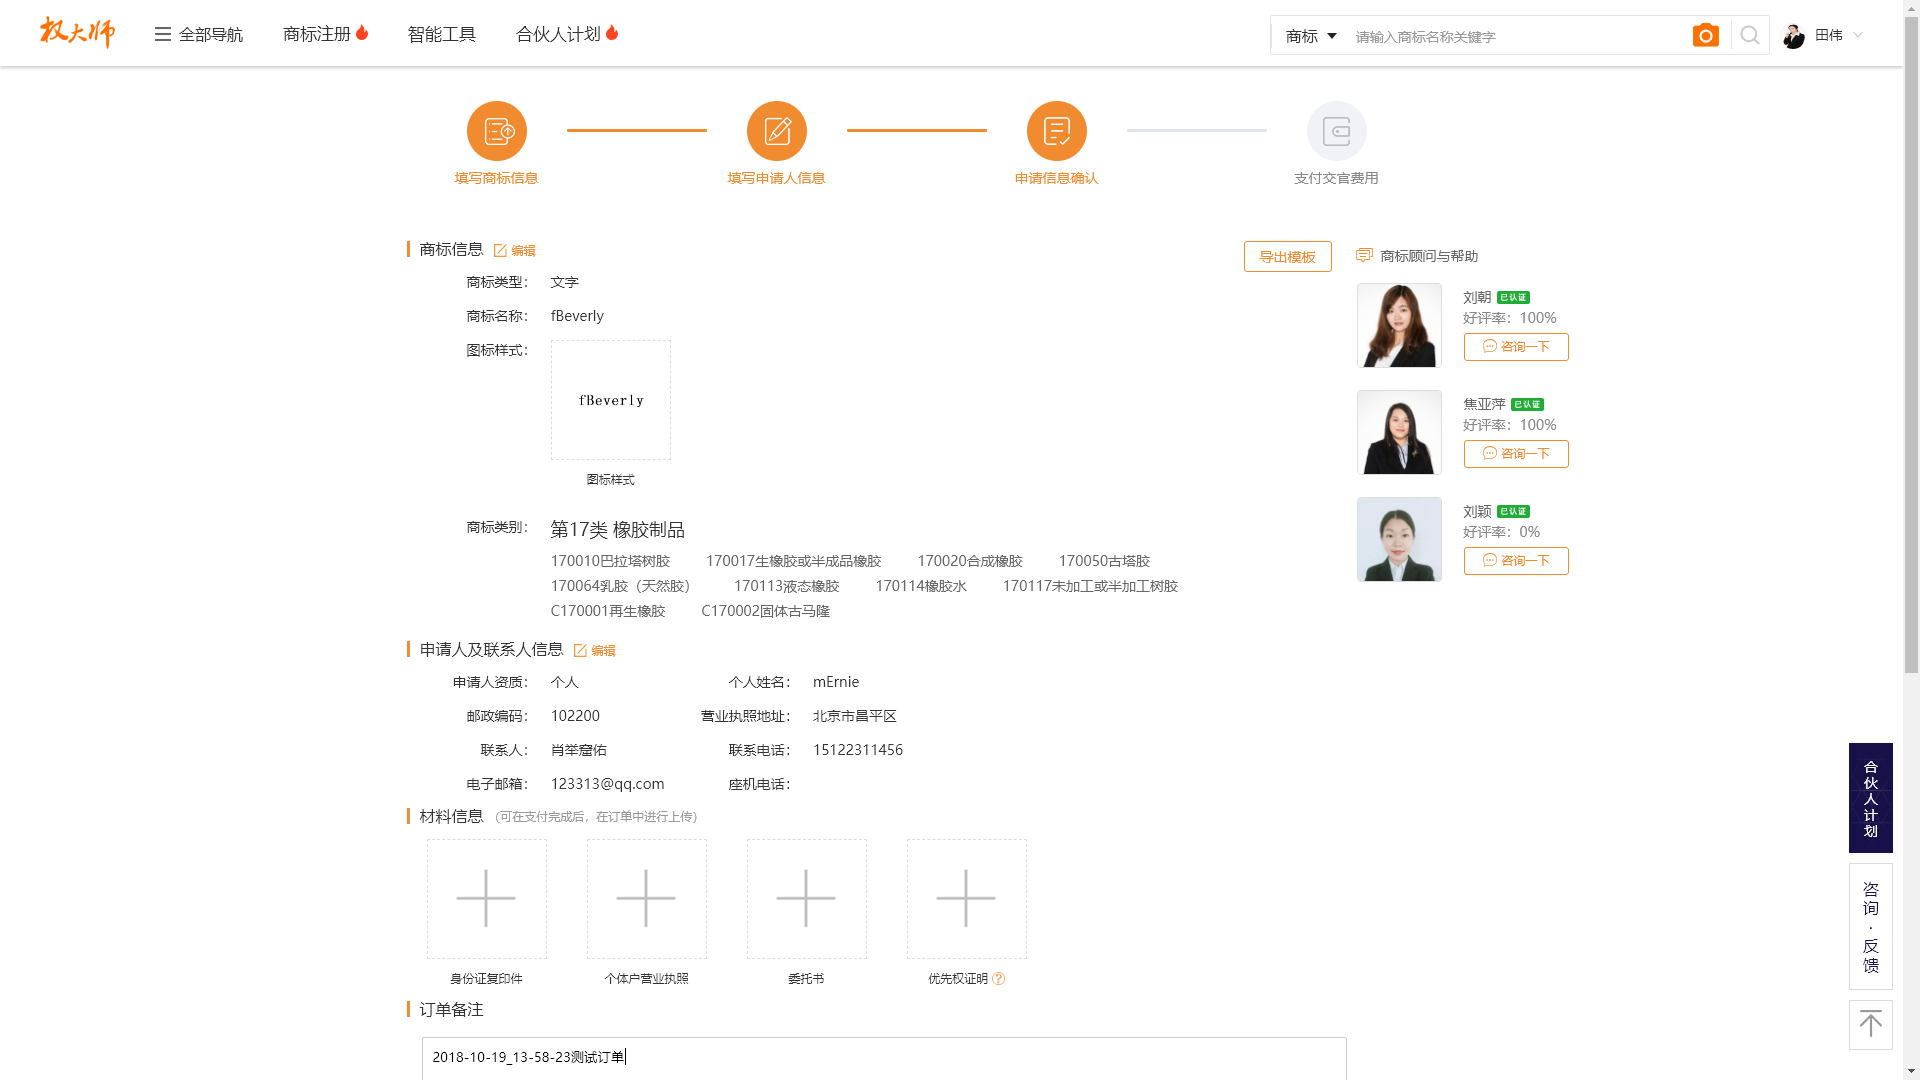 权大师 全部导航 商标注册 智能工具 合伙人计划 商标 请输入商标名称关键字 田伟
填写商标信息 填写申请人信息 申请信息确认 支付交官费用
商标信息 编辑 导出模板 商标顾问与帮助
商标类型： 文字
商标名称： fBeverly
图标样式：
fBeverly
图标样式
刘朝 已认证
好评率：100%
咨询一下
焦亚萍 已认证
好评率：100%
咨询一下
刘颖 已认证
好评率：0%
咨询一下
商标类别： 第17类 橡胶制品
170010巴拉塔树胶 170017生橡胶或半成品橡胶 170020合成橡胶 170050古塔胶
170064乳胶（天然胶） 170113液态橡胶 170114橡胶水 170117未加工或半加工树胶
C170001再生橡胶 C170002固体古马隆
申请人及联系人信息 编辑
申请人资质： 个人 个人姓名： mErnie
邮政编码： 102200 营业执照地址： 北京市昌平区
联系人： 肖举窟佑 联系电话： 15122311456
电子邮箱： 123313@qq.com 座机电话：
材料信息 （可在支付完成后，在订单中进行上传）
身份证复印件 个体户营业执照 委托书 优先权证明
订单备注
2018-10-19_13-58-23测试订单
合伙人计划
咨询·反馈